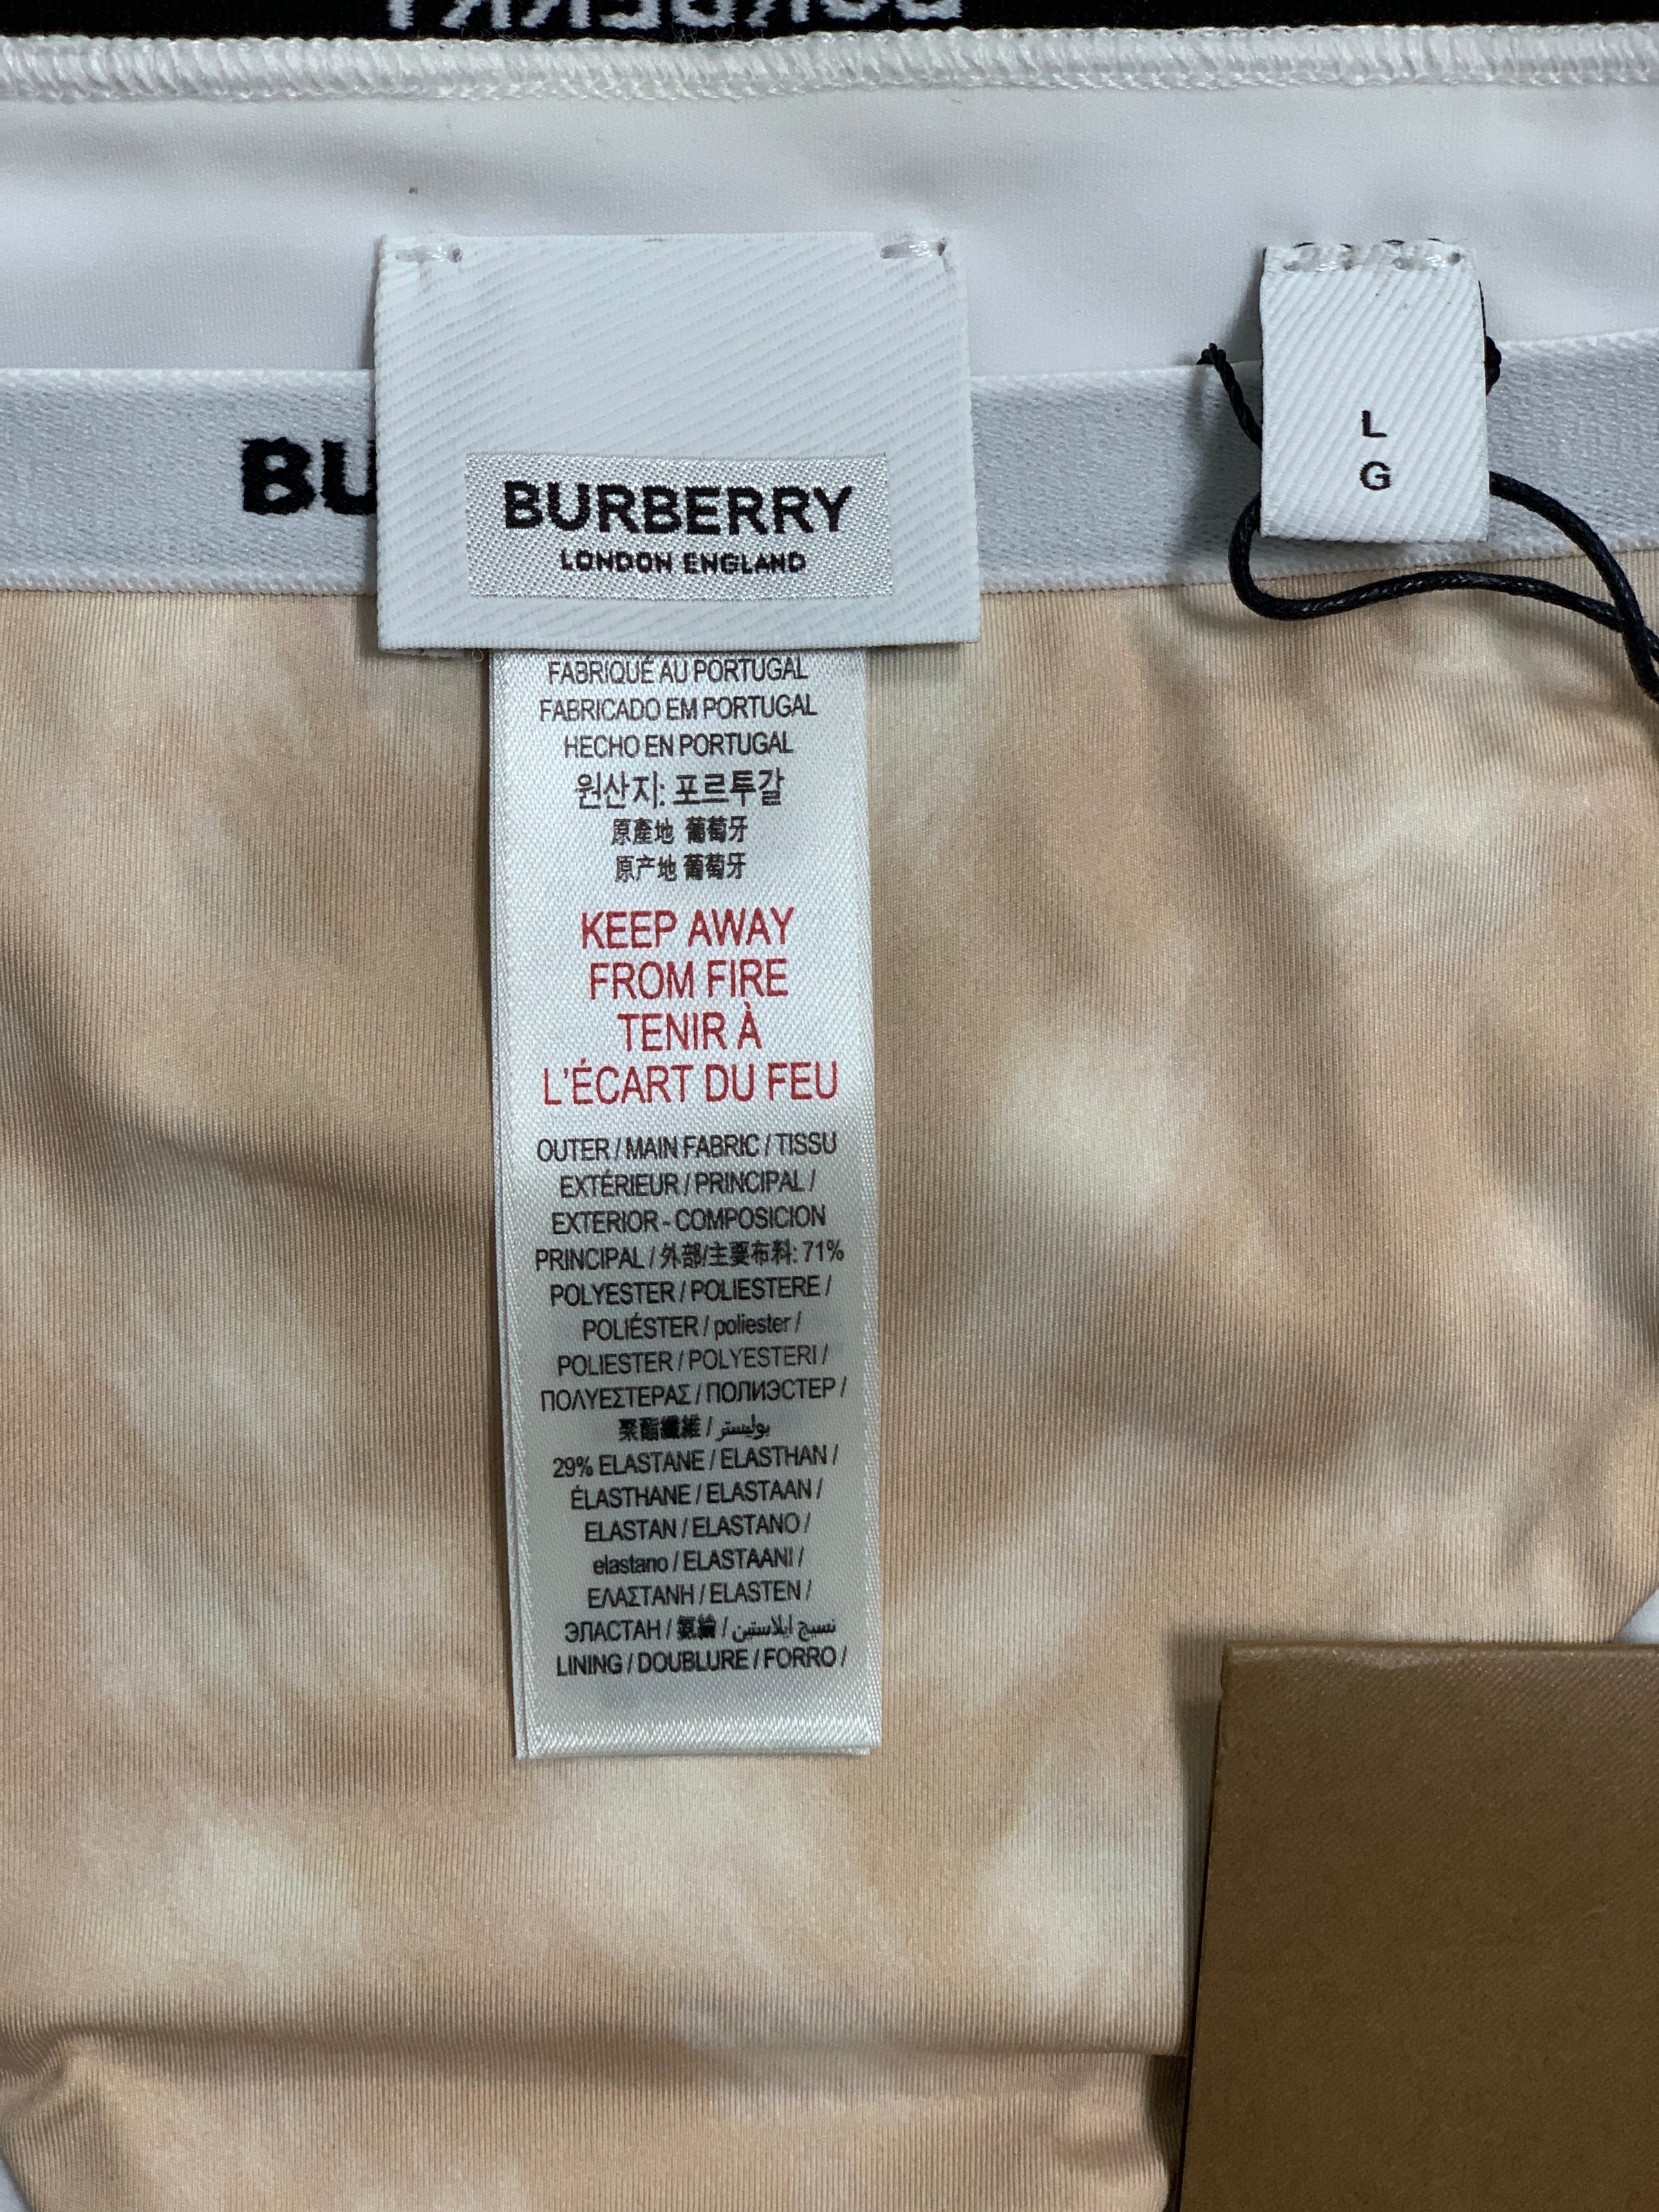 BURBERRY
BU
BURBERRY
LONDON ENGLAND
L
G
FABRIQUÉ AU PORTUGAL
FABRICADO EM PORTUGAL
HECHO EN PORTUGAL
원산지: 포르투갈
原產地 葡萄牙
原产地 葡萄牙
KEEP AWAY
FROM FIRE
TENIR À
L'ÉCART DU FEU
OUTER / MAIN FABRIC / TISSU
EXTÉRIEUR / PRINCIPAL /
EXTERIOR - COMPOSICION
PRINCIPAL / 外部/主要布料: 71%
POLYESTER / POLIESTERE /
POLIÉSTER / poliester /
POLIESTER / POLYESTERI /
ΠΟΛΥΕΣΤΕΡΑΣ / ПОЛИЭСТЕР /
聚酯纖維 / بوليستر
29% ELASTANE / ELASTHAN /
ÉLASTHANE / ELASTAAN /
ELASTAN / ELASTANO /
elastano / ELASTAANI /
ΕΛΑΣΤΑΝΗ / ELASTEN /
ЭЛАСТАН / 氨綸 / نسيج ايلاستين
LINING / DOUBLURE / FORRO /